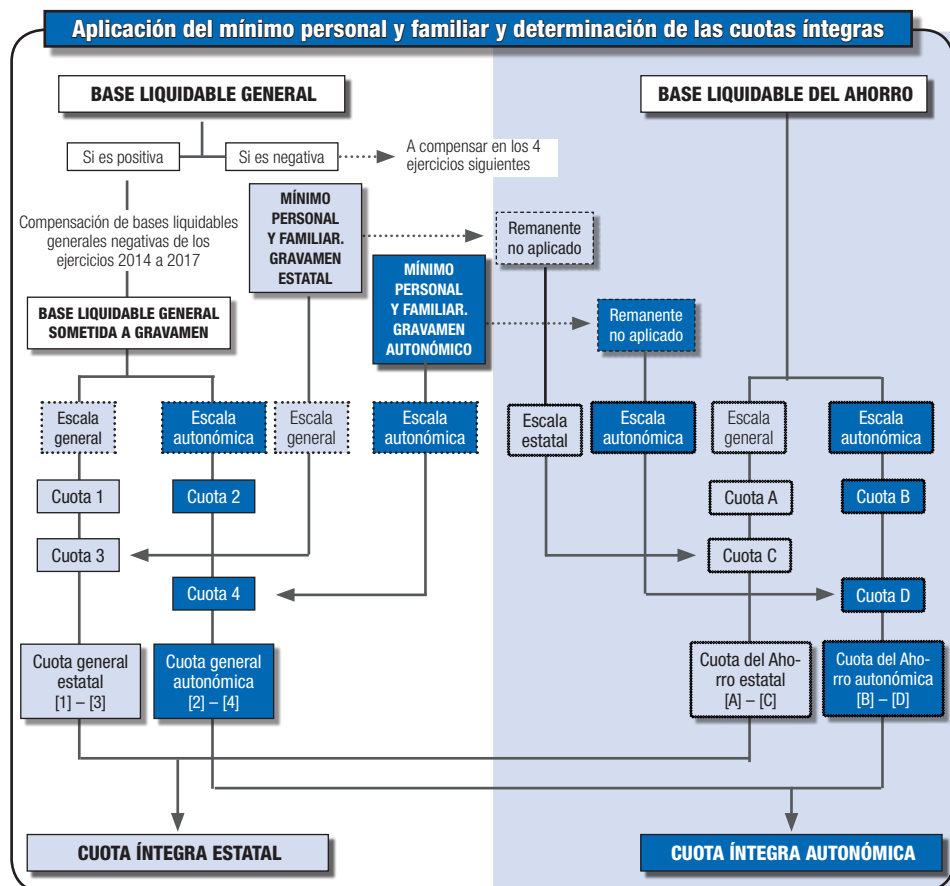 Aplicación del mínimo personal y familiar y determinación de las cuotas íntegras
BASE LIQUIDABLE GENERAL
BASE LIQUIDABLE DEL AHORRO
Si es positiva
Si es negativa
A compensar en los 4
ejercicios siguientes
Compensación de bases liquidables
generales negativas de los
ejercicios 2014 a 2017
MÍNIMO
PERSONAL
Y FAMILIAR.
GRAVAMEN
ESTATAL
Remanente
no aplicado
MÍNIMO
PERSONAL
Y FAMILIAR.
GRAVAMEN
AUTONÓMICO
Remanente
no aplicado
BASE LIQUIDABLE GENERAL
SOMETIDA A GRAVAMEN
Escala
general
Escala
autonómica
Escala
general
Escala
autonómica
Escala
estatal
Escala
autonómica
Escala
general
Escala
autonómica
Cuota 1
Cuota 2
Cuota A
Cuota B
Cuota 3
Cuota C
Cuota 4
Cuota D
Cuota general
estatal
[1] – [3]
Cuota general
autonómica
[2] – [4]
Cuota del Aho-
rro estatal
[A] – [C]
Cuota del Aho-
rro autonómica
[B] – [D]
CUOTA ÍNTEGRA ESTATAL
CUOTA ÍNTEGRA AUTONÓMICA